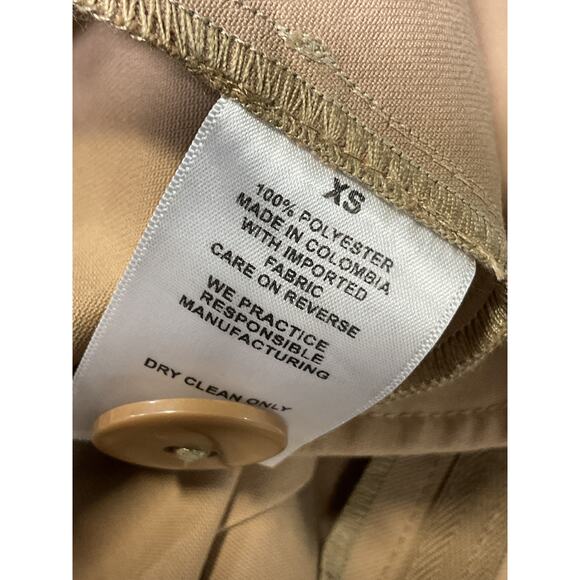 XS
100% POLYESTER
MADE IN COLOMBIA
WITH IMPORTED
FABRIC
CARE ON REVERSE
WE PRACTICE
RESPONSIBLE
MANUFACTURING
DRY CLEAN ONLY